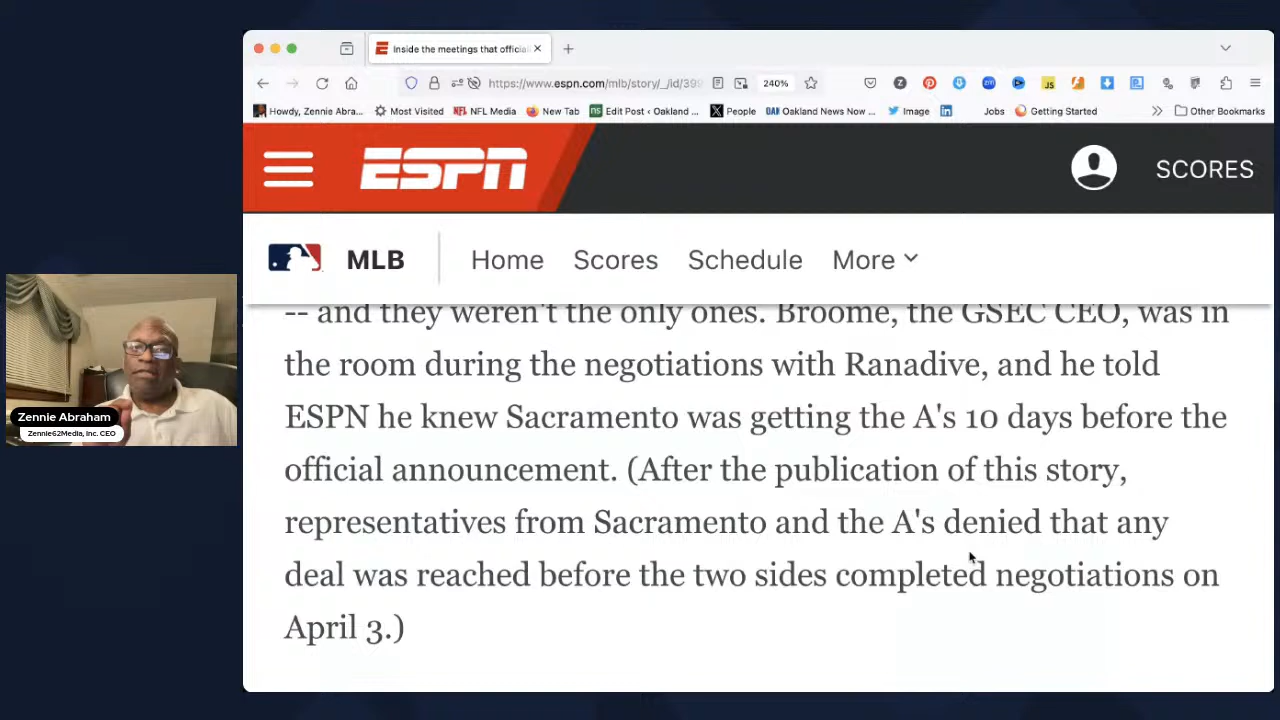 Inside the meetings that official
https://www.espn.com/mlb/story/_/id/399
240%
Howdy, Zennie Abra...
Most Visited
NFL Media
New Tab
Edit Post ‹ Oakland ...
People
Oakland News Now ...
Image
Jobs
Getting Started
Other Bookmarks
ESPN
SCORES
MLB
Home
Scores
Schedule
More
-- and they weren't the only ones. Broome, the GSEC CEO, was in
the room during the negotiations with Ranadive, and he told
ESPN he knew Sacramento was getting the A's 10 days before the
official announcement. (After the publication of this story,
representatives from Sacramento and the A's denied that any
deal was reached before the two sides completed negotiations on
April 3.)
Zennie Abraham
Zennie62Media, Inc. CEO